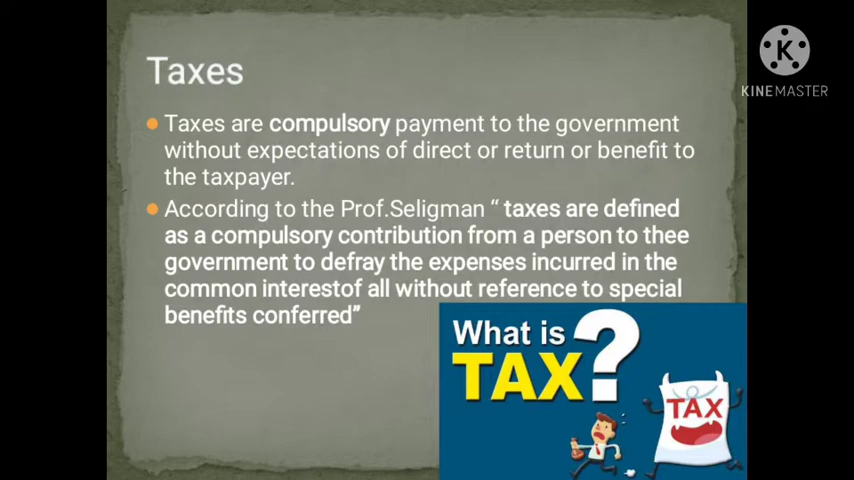 Taxes
Taxes are compulsory payment to the government
without expectations of direct or return or benefit to
the taxpayer.
According to the Prof.Seligman “ taxes are defined
as a compulsory contribution from a person to thee
government to defray the expenses incurred in the
common interestof all without reference to special
benefits conferred”
What is
TAX?
TAX
K
KINEMASTER